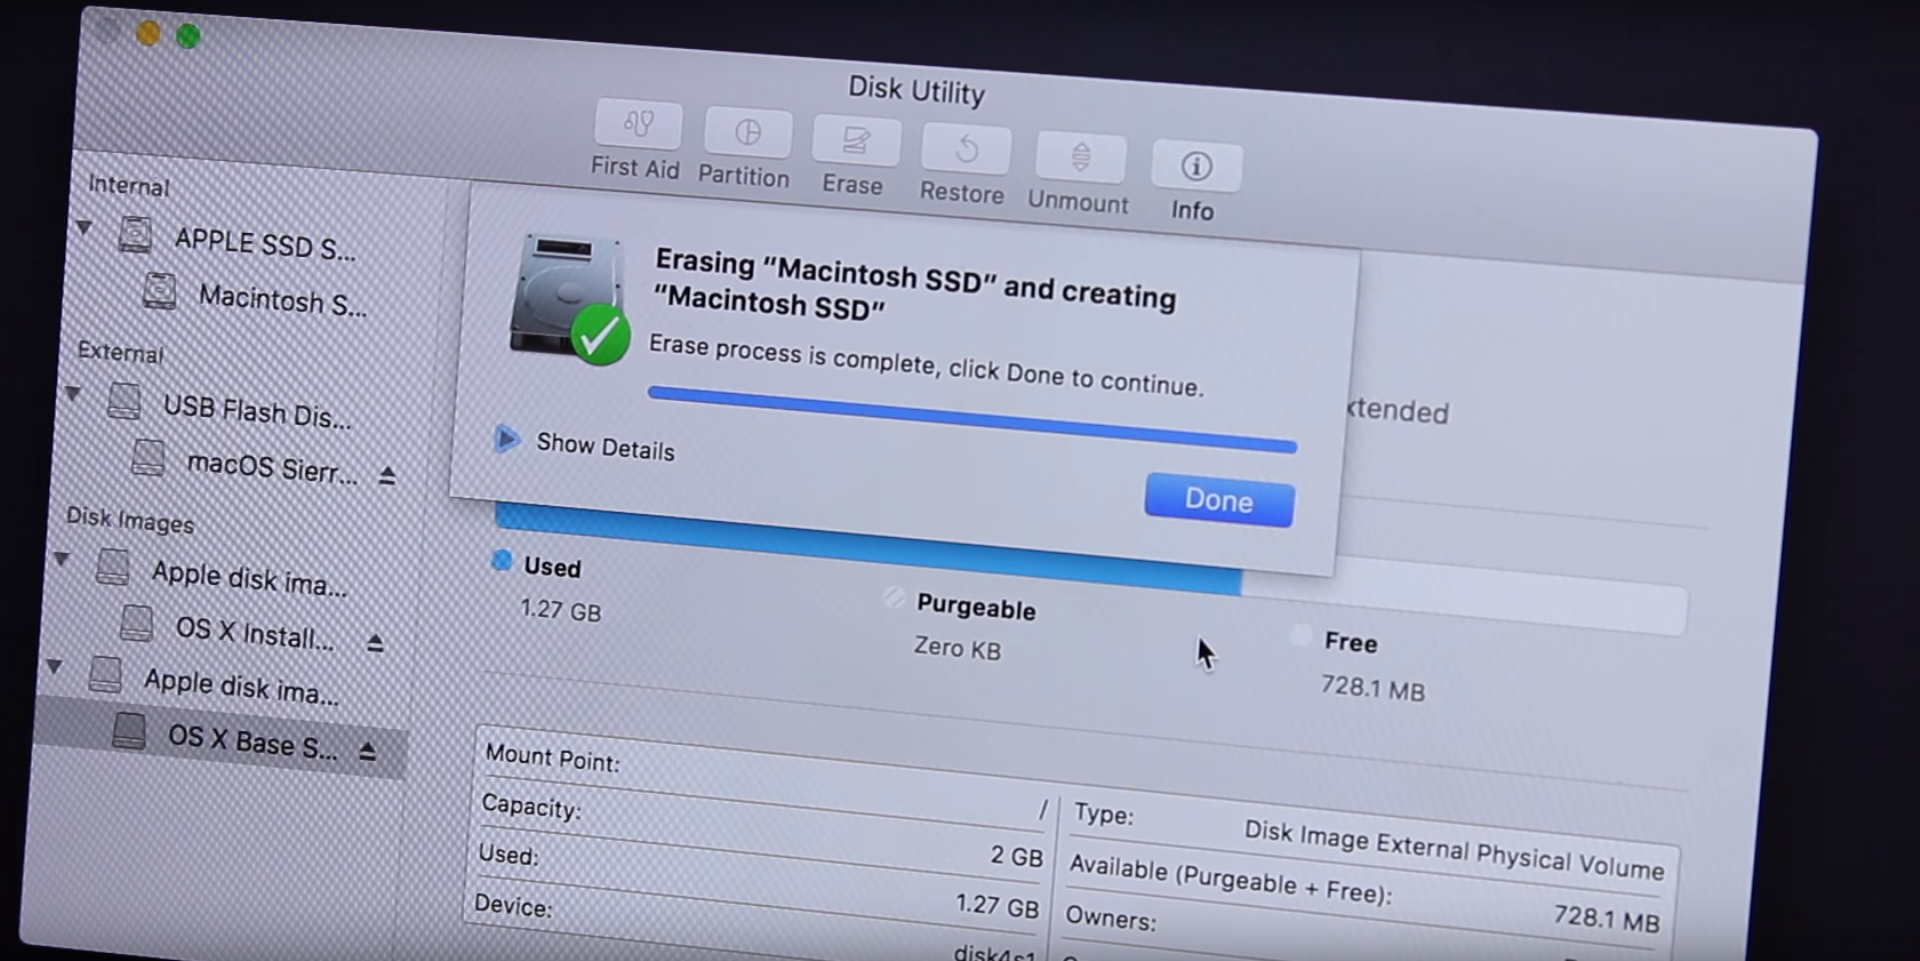 Disk Utility
First Aid
Partition
Erase
Restore
Unmount
Info
Internal
APPLE SSD S...
Macintosh S...
External
USB Flash Dis...
macOS Sierr...
Disk Images
Apple disk ima...
OS X Install...
Apple disk ima...
OS X Base S...
Erasing “Macintosh SSD” and creating
“Macintosh SSD”
Erase process is complete, click Done to continue.
Show Details
Done
xtended
Used
1.27 GB
Purgeable
Zero KB
Free
728.1 MB
Mount Point: /
Capacity: 2 GB
Used: 1.27 GB
Device: disk4s1
Type: Disk Image External Physical Volume
Available (Purgeable + Free): 728.1 MB
Owners: